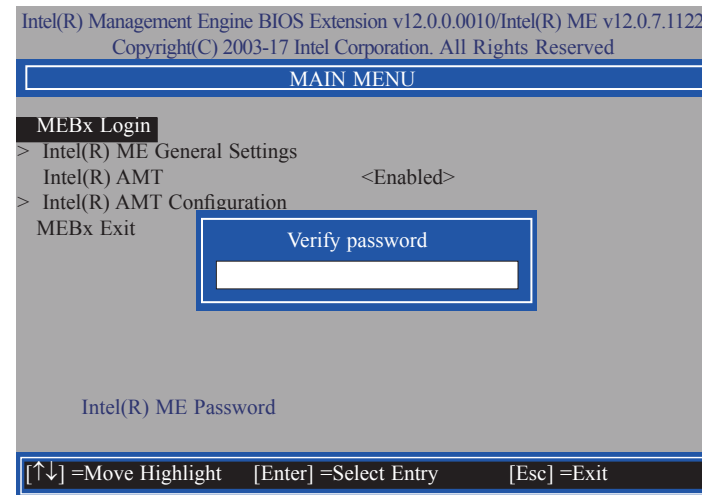 Intel(R) Management Engine BIOS Extension v12.0.0.0010/Intel(R) ME v12.0.7.1122
Copyright(C) 2003-17 Intel Corporation. All Rights Reserved
MAIN MENU
MEBx Login
> Intel(R) ME General Settings
Intel(R) AMT <Enabled>
> Intel(R) AMT Configuration
MEBx Exit
Verify password
Intel(R) ME Password
[↑↓] =Move Highlight [Enter] =Select Entry [Esc] =Exit